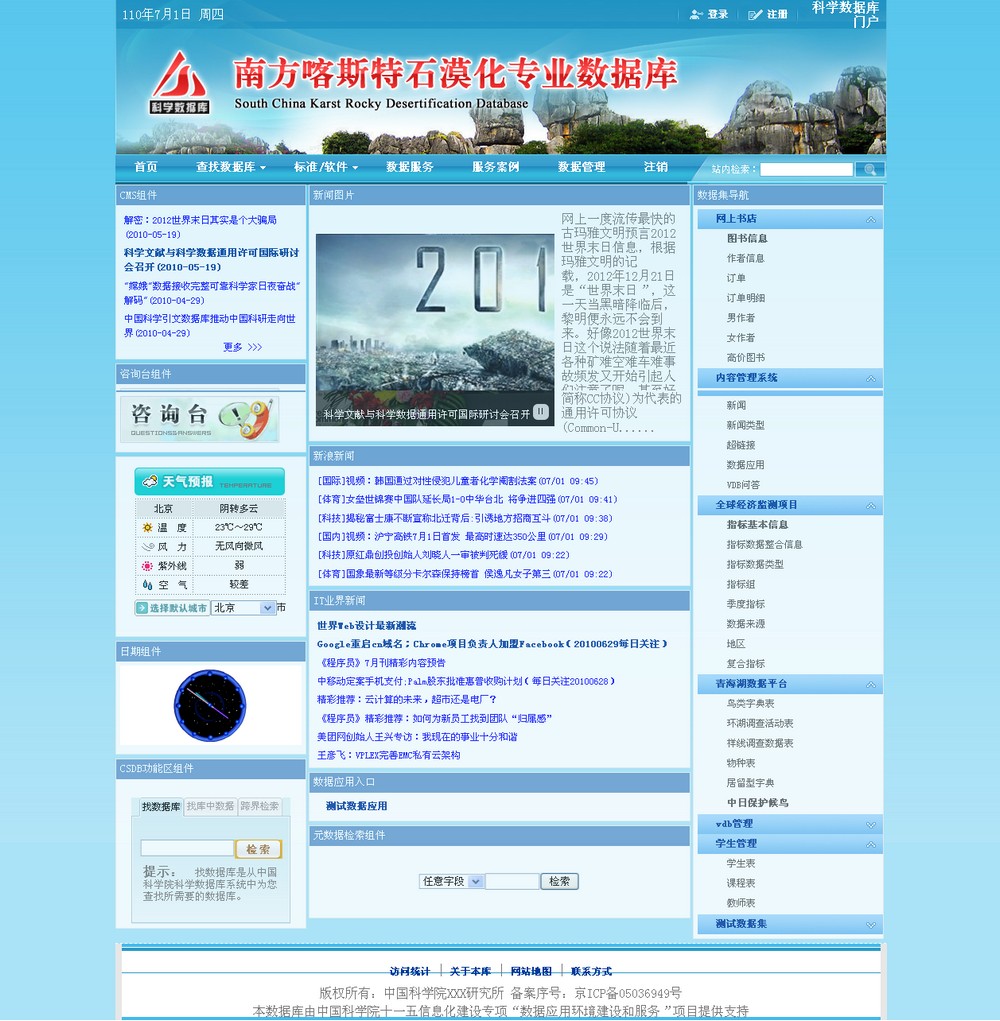 110年7月1日 周四
登录
注册
科学数据库
门户
南方喀斯特石漠化专业数据库
South China Karst Rocky Desertification Database
科学数据库
首页 查找数据库 标准/软件 数据服务 服务案例 数据管理 注销 站内检索：
CMS组件
解密：2012世界末日其实是个大骗局
(2010-05-19)
科学文献与科学数据通用许可国际研讨
会召开(2010-05-19)
“嫦娥”数据接收完整可靠科学家日夜奋战“
解码”(2010-04-29)
中国科学引文数据库推动中国科研走向世
界(2010-04-29)
更多 >>>
咨询台组件
咨询台
QUESTIONS&ANSWERS
天气预报 TEMPERATURE
北京 阴转多云
温 度 23℃～29℃
风 力 无风向微风
紫外线 弱
空 气 较差
选择默认城市 北京 市
日期组件
CSDB功能区组件
找数据库 找库中数据 跨界检索
检索
提示： 找数据库是从中国
科学院科学数据库系统中为您
查找所需要的数据库。
新闻图片
201
科学文献与科学数据通用许可国际研讨会召开
网上一度流传最快的
古玛雅文明预言2012
世界末日信息，根据
玛雅文明的记
载，2012年12月21日
是“世界末日 ”，这
一天当黑暗降临后，
黎明便永远不会到
来。好像2012世界末
日这个说法随着最近
各种矿难空难车难事
故频发又开始引起人
简称CC协议)为代表的
通用许可协议
(Common-U......
新浪新闻
[国际]视频：韩国通过对性侵犯儿童者化学阉割法案(07/01 09:45)
[体育]女垒世锦赛中国队延长局1-0中华台北 将争进四强(07/01 09:41)
[科技]揭秘富士康不断宣称北迁背后:引诱地方招商互斗(07/01 09:38)
[国内]视频：沪宁高铁7月1日首发 最高时速达350公里(07/01 09:29)
[科技]原红鼎创投创始人刘晓人一审被判死缓(07/01 09:22)
[体育]国象最新等级分卡尔森保持榜首 侯逸凡女子第三(07/01 09:22)
IT业界新闻
世界Web设计最新潮流
Google重启cn域名；Chrome项目负责人加盟Facebook（20100629每日关注）
《程序员》7月刊精彩内容预告
中移动定案手机支付;Palm股东批准惠普收购计划（每日关注20100628）
精彩推荐：云计算的未来，超市还是电厂？
《程序员》精彩推荐：如何为新员工找到团队“归属感”
美团网创始人王兴专访：我现在的事业十分和谐
王彦飞：VPLEX完善EMC私有云架构
数据应用入口
测试数据应用
元数据检索组件
任意字段 检索
数据集导航
网上书店
图书信息
作者信息
订单
订单明细
男作者
女作者
高价图书
内容管理系统
新闻
新闻类型
超链接
数据应用
VDB问答
全球经济监测项目
指标基本信息
指标数据整合信息
指标数据类型
指标组
季度指标
数据来源
地区
复合指标
青海湖数据平台
鸟类字典表
环湖调查活动表
样线调查数据表
物种表
居留型字典
中日保护候鸟
vdb管理
学生管理
学生表
课程表
教师表
测试数据集
访问统计 关于本库 网站地图 联系方式
版权所有：中国科学院XXX研究所 备案序号：京ICP备05036949号
本数据库由中国科学院十一五信息化建设专项“数据应用环境建设和服务”项目提供支持